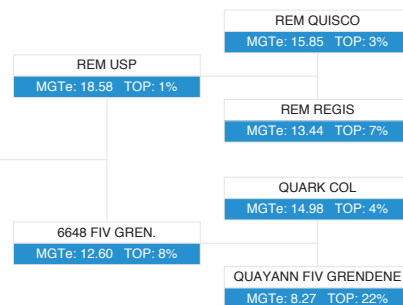 REM QUISCO
MGTe: 15.85 TOP: 3%
REM USP
MGTe: 18.58 TOP: 1%
REM REGIS
MGTe: 13.44 TOP: 7%
QUARK COL
MGTe: 14.98 TOP: 4%
6648 FIV GREN.
MGTe: 12.60 TOP: 8%
QUAYANN FIV GRENDENE
MGTe: 8.27 TOP: 22%